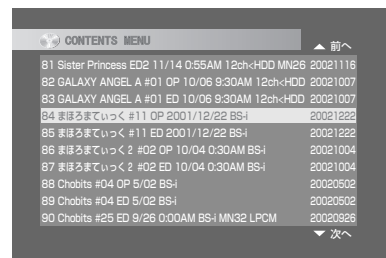 CONTENTS MENU
▲ 前へ
81 Sister Princess ED2 11/14 0:55AM 12ch<HDD MN26 20021116
82 GALAXY ANGEL A #01 OP 10/06 9:30AM 12ch<HDD 20021007
83 GALAXY ANGEL A #01 ED 10/06 9:30AM 12ch<HDD 20021007
84 まほろまてぃっく #11 OP 2001/12/22 BS-i 20021222
85 まほろまてぃっく #11 ED 2001/12/22 BS-i 20021222
86 まほろまてぃっく2 #02 OP 10/04 0:30AM BS-i 20021004
87 まほろまてぃっく2 #02 ED 10/04 0:30AM BS-i 20021004
88 Chobits #04 OP 5/02 BS-i 20020502
89 Chobits #04 ED 5/02 BS-i 20020502
90 Chobits #25 ED 9/26 0:00AM BS-i MN32 LPCM 20020926
▼ 次へ